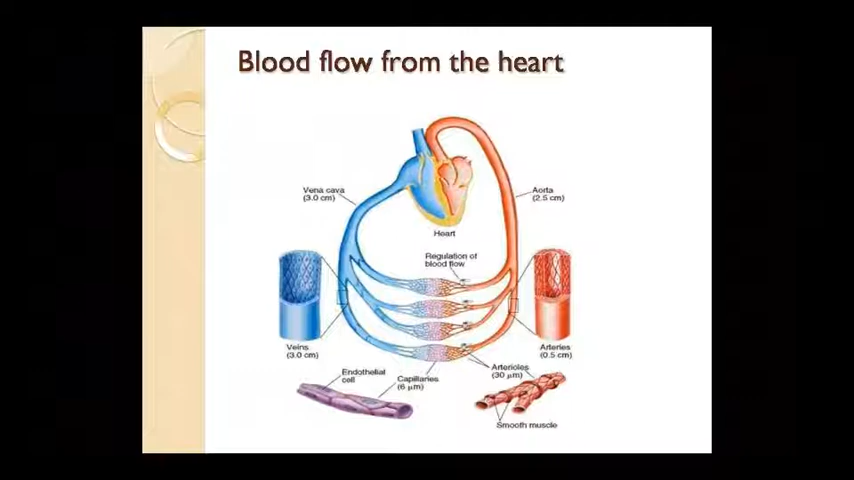 Blood flow from the heart
Vena cava
(3.0 cm)
Aorta
(2.5 cm)
Heart
Regulation of
blood flow
Veins
(3.0 cm)
Arteries
(0.5 cm)
Endothelial
cell
Capillaries
(6 μm)
Arterioles
(30 μm)
Smooth muscle